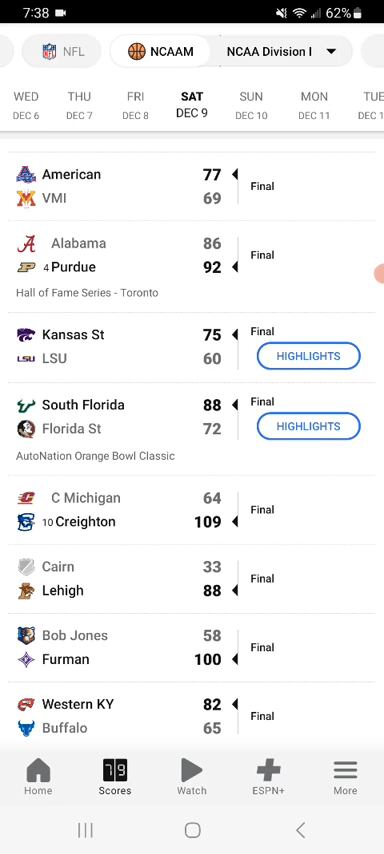 7:38 62%
NFL NCAAM NCAA Division I
WED THU FRI SAT SUN MON TUE
DEC 6 DEC 7 DEC 8 DEC 9 DEC 10 DEC 11 DEC 1
American 77
Final
VMI 69
Alabama 86
Final
4 Purdue 92
Hall of Fame Series - Toronto
Kansas St 75 Final
LSU LSU 60 HIGHLIGHTS
South Florida 88 Final
Florida St 72 HIGHLIGHTS
AutoNation Orange Bowl Classic
C Michigan 64
Final
10 Creighton 109
Cairn 33
Final
Lehigh 88
Bob Jones 58
Final
Furman 100
Western KY 82
Final
Buffalo 65
79
Home Scores Watch ESPN+ More